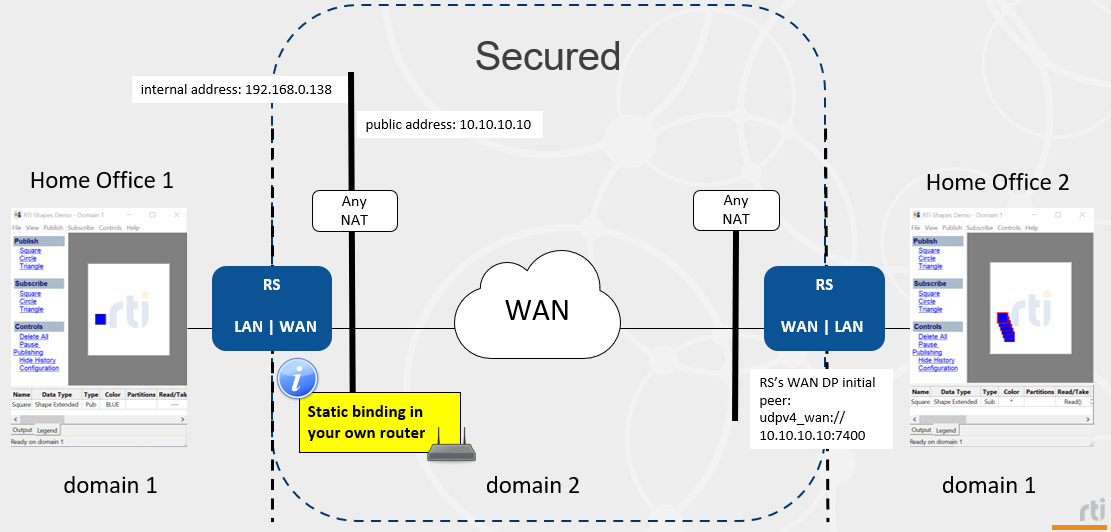 Secured
internal address: 192.168.0.138
public address: 10.10.10.10
Home Office 1
Home Office 2
Any
NAT
Any
NAT
RTI Shapes Demo - Domain 1
File View Publish Subscribe Controls Help
Publish
Square
Circle
Triangle
Subscribe
Square
Circle
Triangle
Controls
Delete All
Pause
Publishing
Hide History
Configuration
rti
Name Data Type Type Color Partitions Read/Take
Square Shape Extended Pub BLUE ---
Output Legend
Ready on domain 1
RS
LAN | WAN
WAN
RS
WAN | LAN
RTI Shapes Demo - Domain 1
File View Publish Subscribe Controls Help
Publish
Square
Circle
Triangle
Subscribe
Square
Circle
Triangle
Controls
Delete All
Pause
Publishing
Hide History
Configuration
rti
Name Data Type Type Color Partitions Read/Take
Square Shape Extended Sub * Read()
Output Legend
Ready on domain 1
i
Static binding in
your own router
RS's WAN DP initial
peer:
udpv4_wan://
10.10.10.10:7400
domain 1
domain 2
domain 1
rti